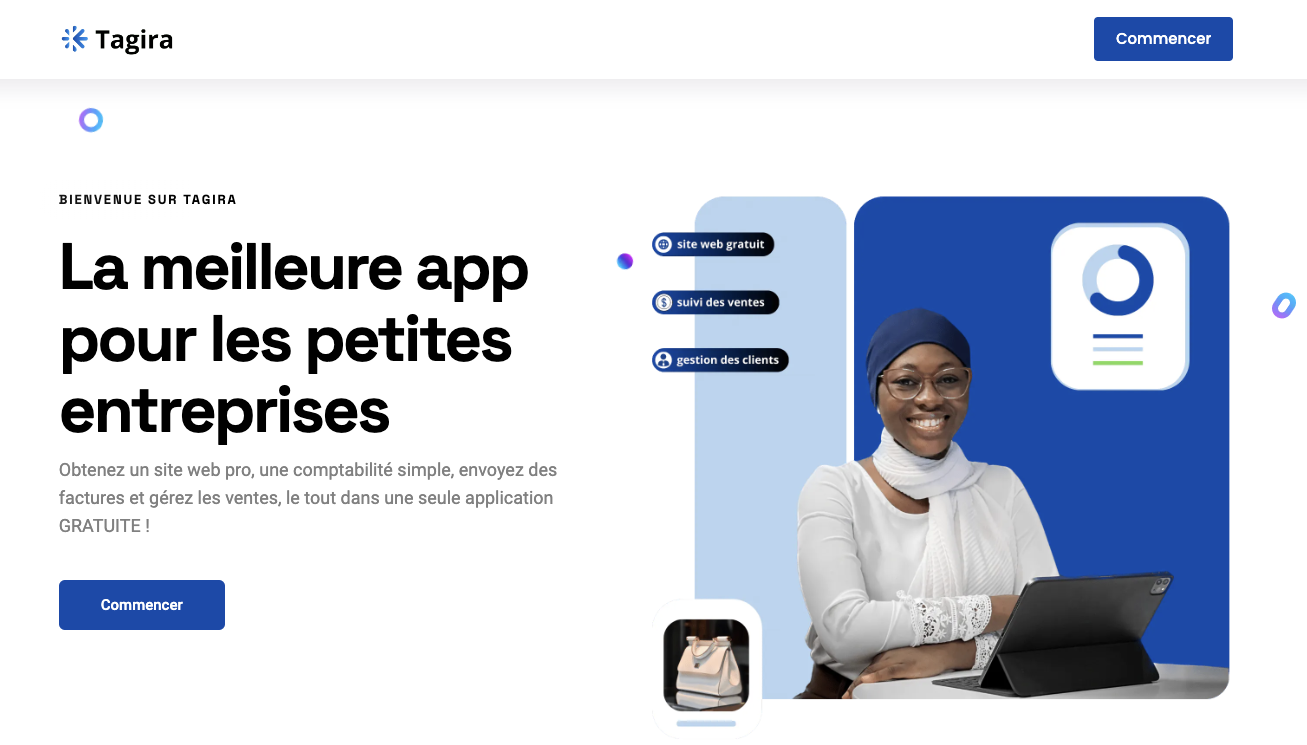 Tagira
Commencer
BIENVENUE SUR TAGIRA
La meilleure app
pour les petites
entreprises
Obtenez un site web pro, une comptabilité simple, envoyez des
factures et gérez les ventes, le tout dans une seule application
GRATUITE !
Commencer
site web gratuit
suivi des ventes
gestion des clients